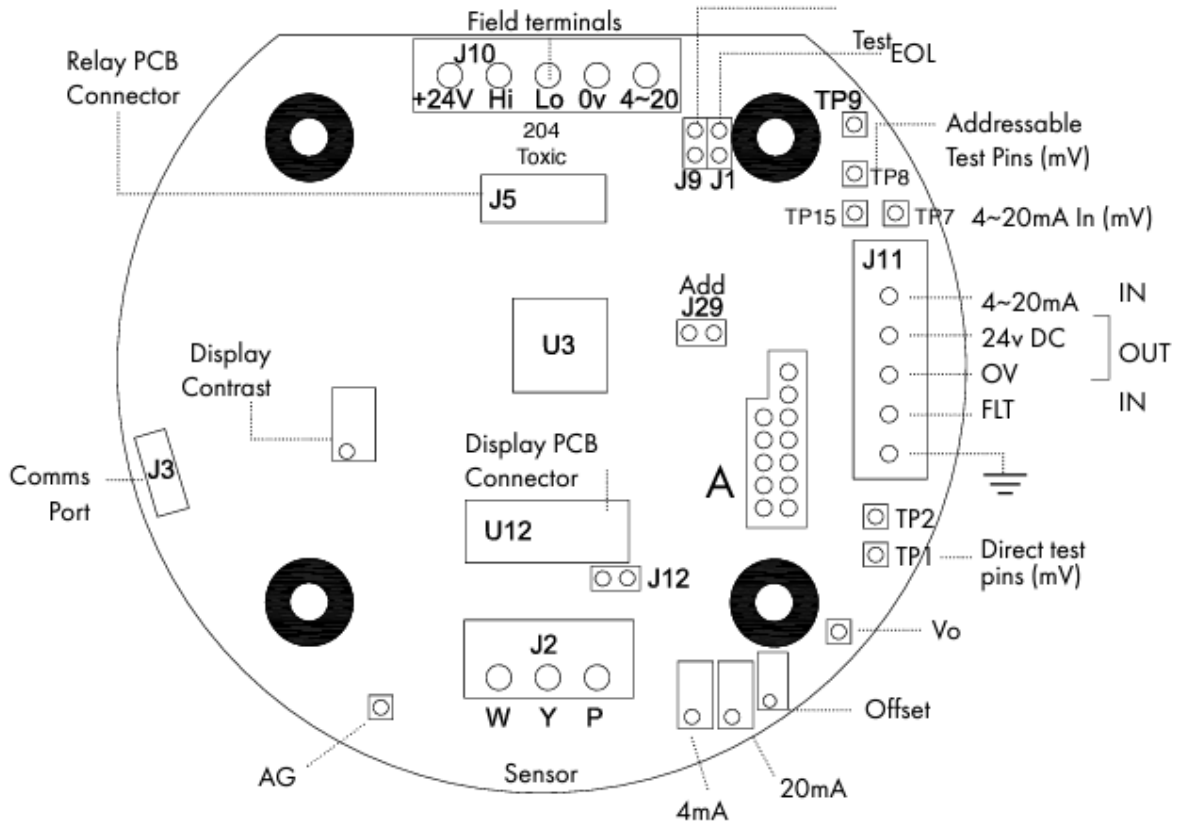 Field terminals
Test
EOL
Relay PCB
Connector
J10
+24V Hi Lo 0v 4~20
204
Toxic
TP9
Addressable
Test Pins (mV)
J9 J1
TP8
J5
TP15
TP7
4~20mA In (mV)
J11
Add
J29
4~20mA
IN
24v DC
OUT
OV
FLT
IN
U3
Display
Contrast
Display PCB
Connector
A
J3
Comms
Port
U12
TP2
TP1
Direct test
pins (mV)
J12
J2
Vo
W Y P
Offset
AG
Sensor
20mA
4mA